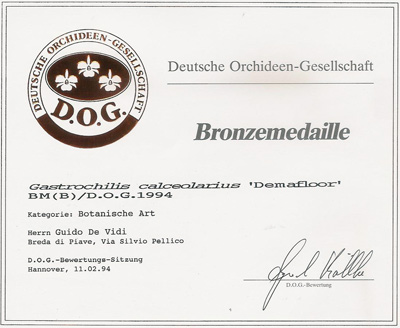 DEUTSCHE ORCHIDEEN-GESELLSCHAFT
D.O.G.
Deutsche Orchideen-Gesellschaft
Bronzemedaille
Gastrochilis calceolarius 'Demafloor'
BM(B)/D.O.G.1994
Kategorie: Botanische Art
Herrn Guido De Vidi
Breda di Piave, Via Silvio Pellico
D.O.G.-Bewertungs-Sitzung
Hannover, 11.02.94
D.O.G.-Bewertung